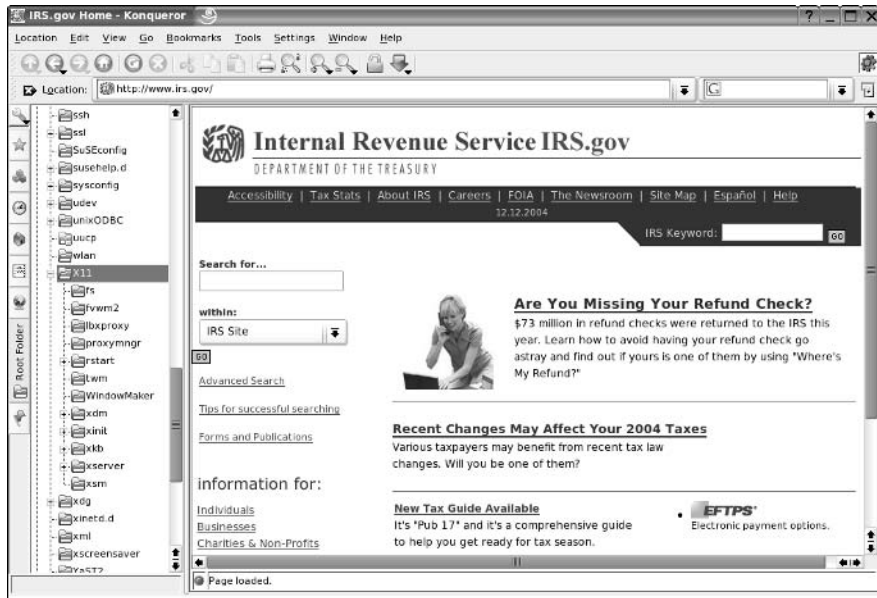 IRS.gov Home - Konqueror
Location Edit View Go Bookmarks Tools Settings Window Help
Location: http://www.irs.gov/
G
Root Folder
ssh
ssl
SuSEconfig
susehelp.d
sysconfig
udev
unixODBC
uucp
wlan
X11
fs
fvwm2
lbxproxy
proxymngr
rstart
twm
WindowMaker
xdm
xinit
xkb
xserver
xsm
xdg
xinetd.d
xml
xscreensaver
YaST2
Internal Revenue Service IRS.gov
DEPARTMENT OF THE TREASURY
Accessibility | Tax Stats | About IRS | Careers | FOIA | The Newsroom | Site Map | Español | Help
12.12.2004
IRS Keyword: GO
Search for...
within:
IRS Site
GO
Advanced Search
Tips for successful searching
Forms and Publications
information for:
Individuals
Businesses
Charities & Non-Profits
Are You Missing Your Refund Check?
$73 million in refund checks were returned to the IRS this
year. Learn how to avoid having your refund check go
astray and find out if yours is one of them by using "Where's
My Refund?"
Recent Changes May Affect Your 2004 Taxes
Various taxpayers may benefit from recent tax law
changes. Will you be one of them?
New Tax Guide Available
It's "Pub 17" and it's a comprehensive guide
to help you get ready for tax season.
EFTPS
Electronic payment options.
Page loaded.